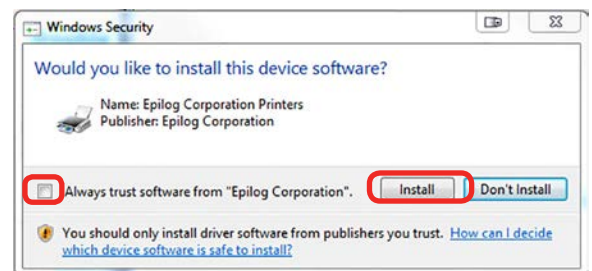 Windows Security
Would you like to install this device software?
Name: Epilog Corporation Printers
Publisher: Epilog Corporation
Always trust software from "Epilog Corporation".
Install
Don't Install
You should only install driver software from publishers you trust. How can I decide
which device software is safe to install?